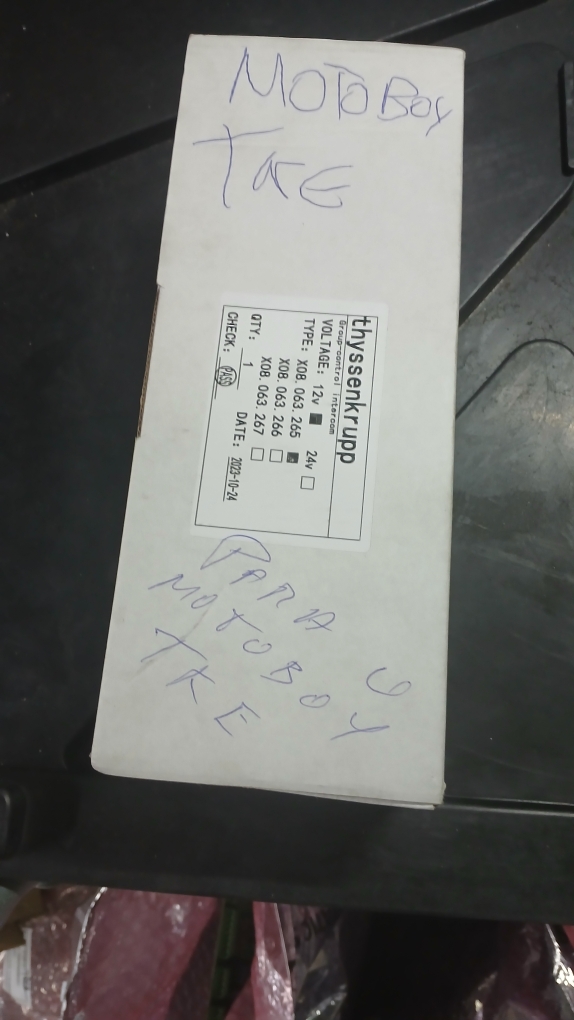 MOTOBOY
TKE
thyssenkrupp
Group-control intercom
VOLTAGE: 12v 24v
TYPE: X08.063.265
X08.063.266
X08.063.267
QTY: 1
CHECK: PASD DATE: 2023-10-24
PARA O
MOTOBOY
TKE